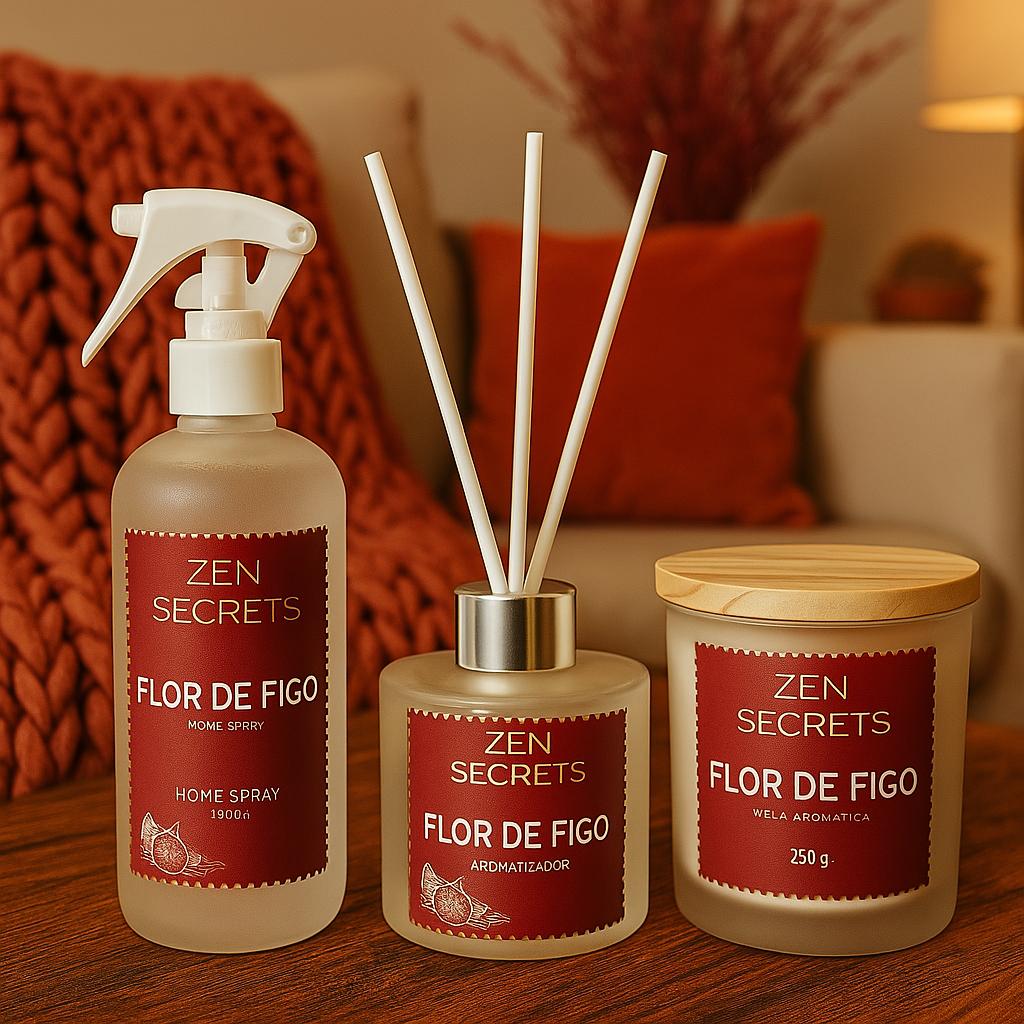 ZEN
SECRETS
FLOR DE FIGO
MOME SPRRY
HOME SPRAY
ZEN
SECRETS
FLOR DE FIGO
ARDMATIZADOR
ZEN
SECRETS
FLOR DE FIGO
WELA AROMATICA
250 g.